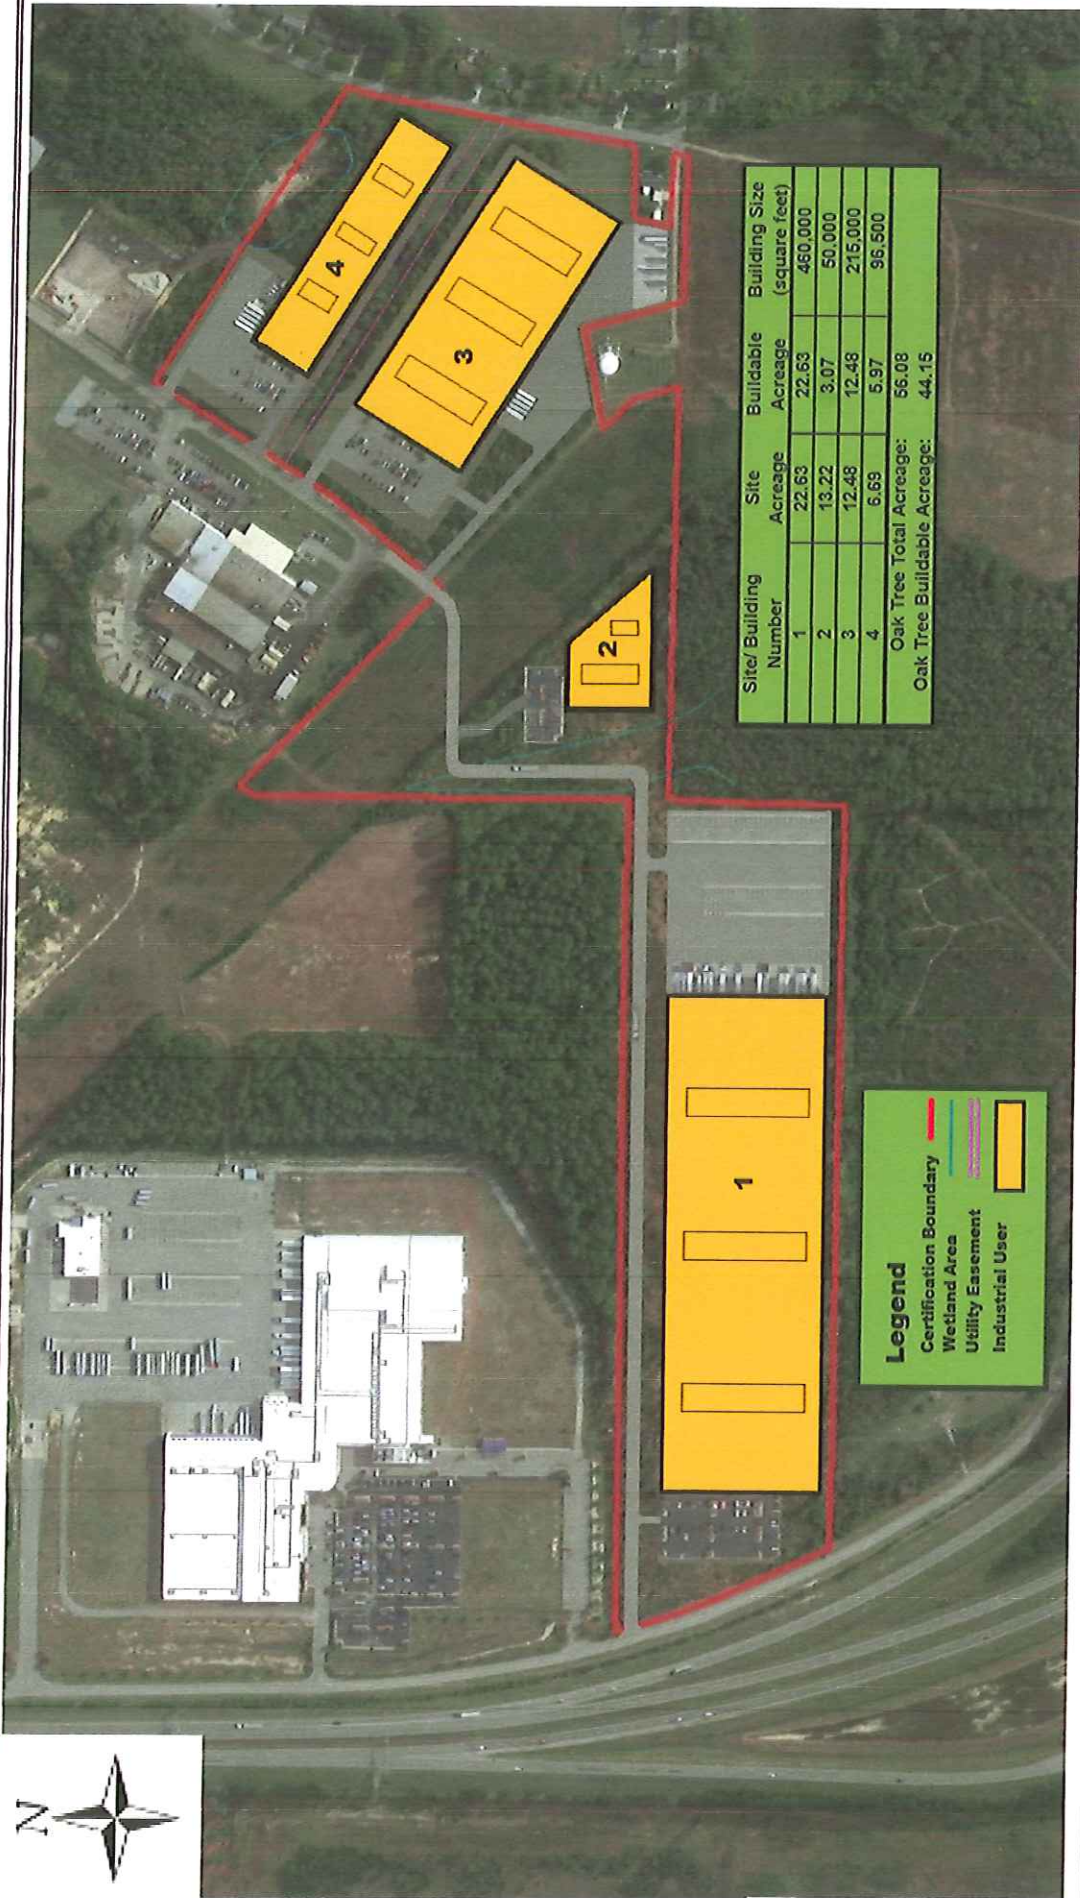 N
4
3
2
1
Site/ Building Number Site Acreage Buildable Acreage Building Size (square feet)
1 22.63 22.63 460,000
2 13.22 3.07 50,000
3 12.48 12.48 215,000
4 6.69 5.97 96,500
Oak Tree Total Acreage: 56.08
Oak Tree Buildable Acreage: 44.15
Legend
Certification Boundary
Wetland Area
Utility Easement
Industrial User